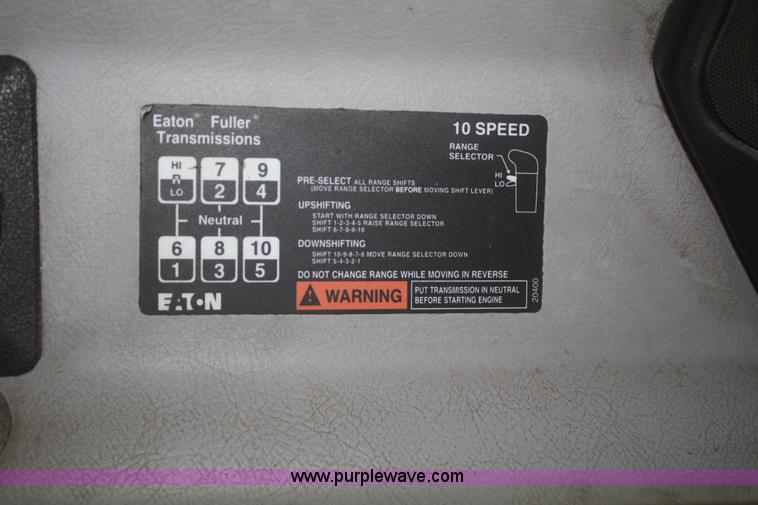 Eaton® Fuller®
Transmissions
10 SPEED
RANGE
SELECTOR
HI
LO
HI
R
LO
7
2
9
4
Neutral
6
1
8
3
10
5
EATON
PRE-SELECT ALL RANGE SHIFTS
(MOVE RANGE SELECTOR BEFORE MOVING SHIFT LEVER)
UPSHIFTING
START WITH RANGE SELECTOR DOWN
SHIFT 1-2-3-4-5 RAISE RANGE SELECTOR
SHIFT 6-7-8-9-10
DOWNSHIFTING
SHIFT 10-9-8-7-6 MOVE RANGE SELECTOR DOWN
SHIFT 5-4-3-2-1
DO NOT CHANGE RANGE WHILE MOVING IN REVERSE
WARNING
PUT TRANSMISSION IN NEUTRAL
BEFORE STARTING ENGINE
20400
www.purplewave.com